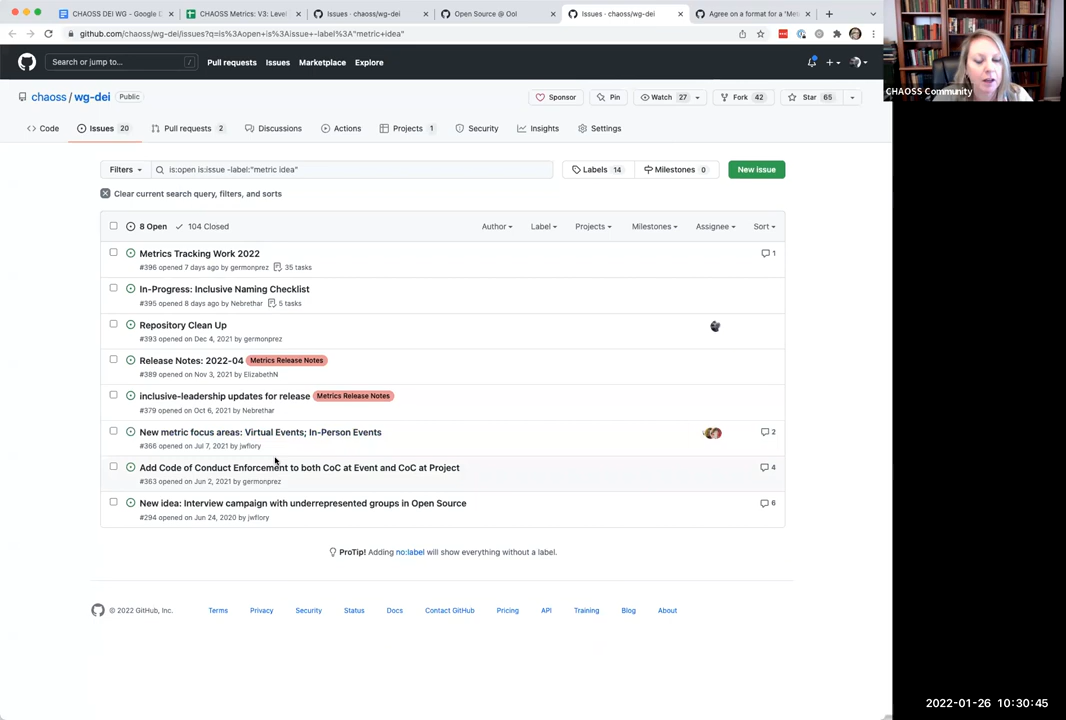 CHAOSS DEI WG - Google D
CHAOSS Metrics: V3: Level
Issues · chaoss/wg-dei
Open Source @ Ool
Issues · chaoss/wg-dei
Agree on a format for a "Me
github.com/chaoss/wg-dei/issues?q=is%3Aopen+is%3Aissue+-label%3A"metric+idea"
Search or jump to...
/
Pull requests
Issues
Marketplace
Explore
chaoss / wg-dei
Public
Sponsor
Pin
Watch 27
Fork 42
Star 65
Code
Issues 20
Pull requests 2
Discussions
Actions
Projects 1
Security
Insights
Settings
Filters
is:open is:issue -label:"metric idea"
Labels 14
Milestones 0
New issue
Clear current search query, filters, and sorts
8 Open
104 Closed
Author
Label
Projects
Milestones
Assignee
Sort
Metrics Tracking Work 2022
1
#396 opened 7 days ago by germonprez 35 tasks
In-Progress: Inclusive Naming Checklist
#395 opened 8 days ago by Nebrethar 5 tasks
Repository Clean Up
#393 opened on Dec 4, 2021 by germonprez
Release Notes: 2022-04 Metrics Release Notes
#389 opened on Nov 3, 2021 by ElizabethN
inclusive-leadership updates for release Metrics Release Notes
#379 opened on Oct 6, 2021 by Nebrethar
New metric focus areas: Virtual Events; In-Person Events
2
#366 opened on Jul 7, 2021 by jwflory
Add Code of Conduct Enforcement to both CoC at Event and CoC at Project
4
#363 opened on Jun 2, 2021 by germonprez
New idea: Interview campaign with underrepresented groups in Open Source
6
#294 opened on Jun 24, 2020 by jwflory
ProTip! Adding no:label will show everything without a label.
© 2022 GitHub, Inc.
Terms
Privacy
Security
Status
Docs
Contact GitHub
Pricing
API
Training
Blog
About
CHAOSS Community
2022-01-26 10:30:45